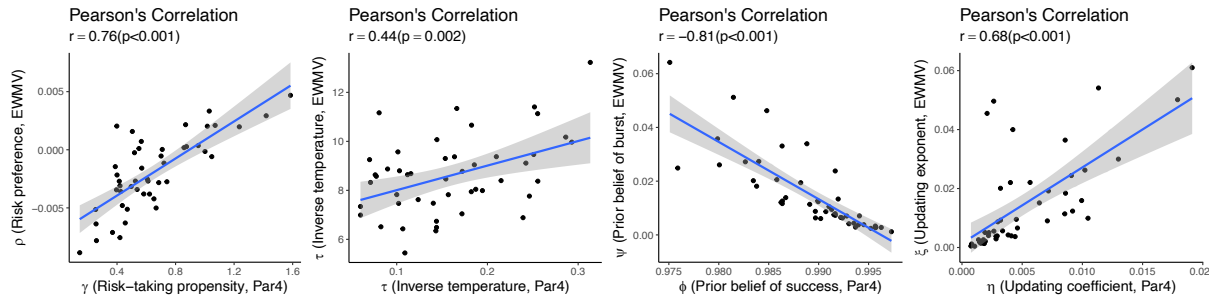 Pearson's Correlation
r = 0.76(p<0.001)
ρ (Risk preference, EWMV)
0.005
0.000
−0.005
0.4
0.8
1.2
1.6
γ (Risk−taking propensity, Par4)
Pearson's Correlation
r = 0.44(p = 0.002)
τ (Inverse temperature, EWMV)
12
10
8
6
0.1
0.2
0.3
τ (Inverse temperature, Par4)
Pearson's Correlation
r = −0.81(p<0.001)
ψ (Prior belief of burst, EWMV)
0.06
0.04
0.02
0.00
0.975
0.980
0.985
0.990
0.995
ϕ (Prior belief of success, Par4)
Pearson's Correlation
r = 0.68(p<0.001)
ξ (Updating exponent, EWMV)
0.06
0.04
0.02
0.00
0.000
0.005
0.010
0.015
0.020
η (Updating coefficient, Par4)